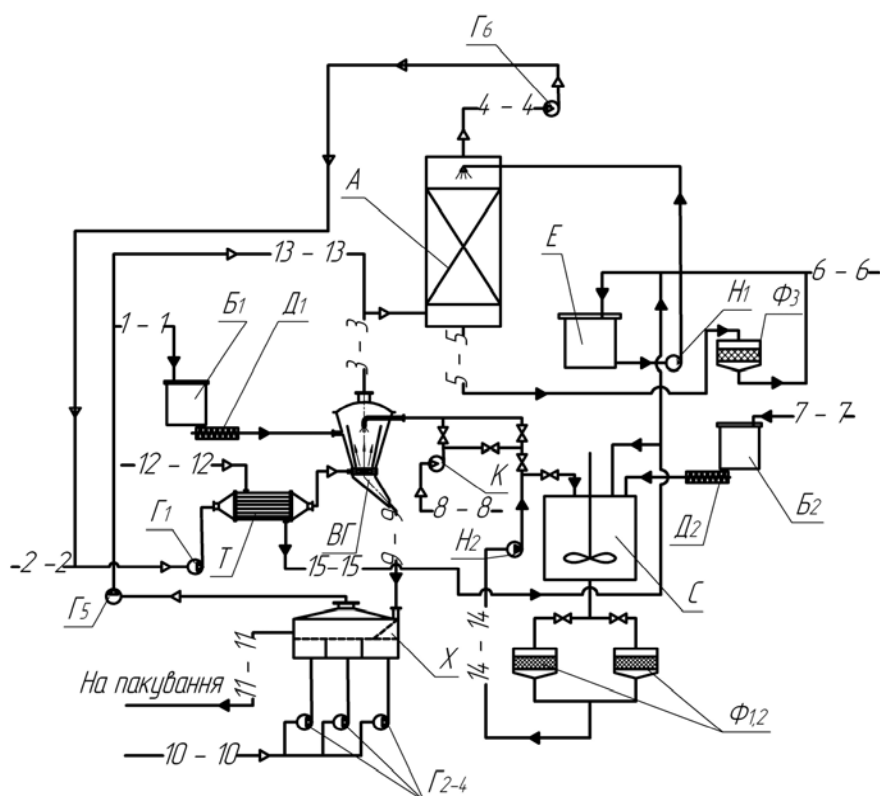 Г6
4 - 4
А
13 - 13
Е
6 - 6
Н1
Ф3
1 - 1
Б1
Д1
3 - 3
5 - 5
7 - 7
12 - 12
К
8 - 8
Г1
Т
ВГ
Н2
Д2
Б2
2 - 2
15-15
9 - 9
С
Г5
Х
11 - 11
14 - 14
На пакування
Ф1,2
10 - 10
Г2-4